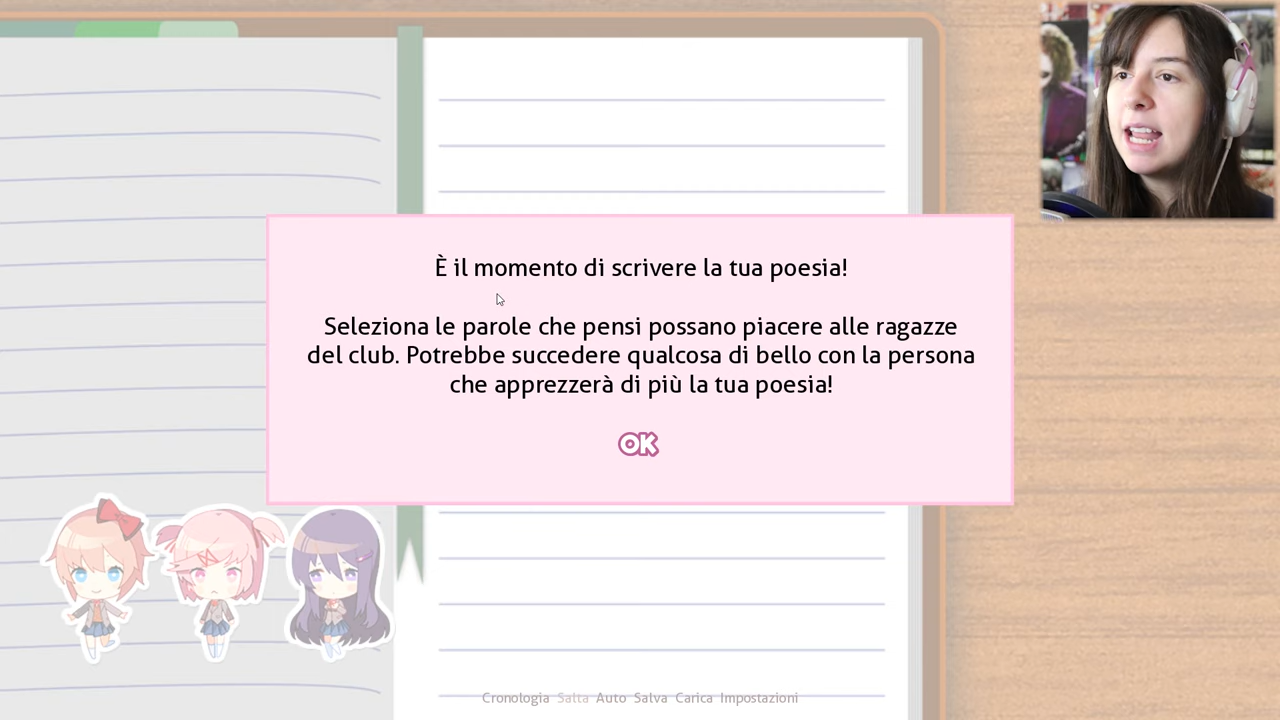 È il momento di scrivere la tua poesia!
Seleziona le parole che pensi possano piacere alle ragazze
del club. Potrebbe succedere qualcosa di bello con la persona
che apprezzerà di più la tua poesia!
OK
Cronologia Salta Auto Salva Carica Impostazioni